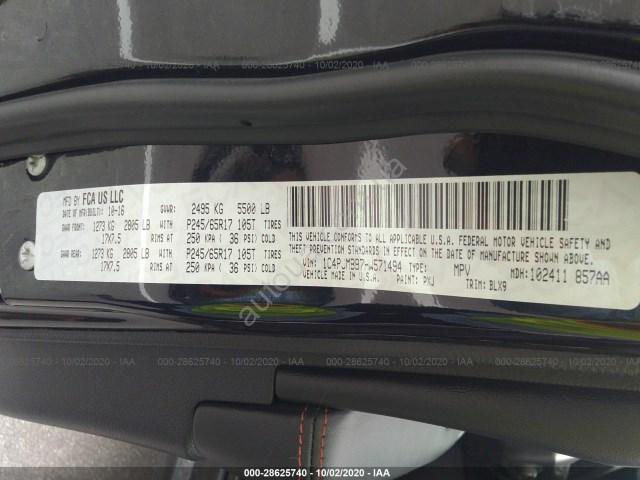 000-28625740 - 10/02/2020 - IAA
MFD BY FCA US LLC
DATE OF MFR(BUILT): 10-16 GVWR: 2495 KG 5500 LB
GAWR FRONT: 1273 KG 2805 LB WITH P245/65R17 105T TIRES
17X7.5 RIMS AT 250 KPA ( 36 PSI) COLD
GAWR REAR: 1273 KG 2805 LB WITH P245/65R17 105T TIRES
17X7.5 RIMS AT 250 KPA ( 36 PSI) COLD
THIS VEHICLE CONFORMS TO ALL APPLICABLE U.S.A. FEDERAL MOTOR VEHICLE SAFETY AND
THEFT PREVENTION STANDARDS IN EFFECT ON THE DATE OF MANUFACTURE SHOWN ABOVE.
VIN: TYPE: MPV MDH: 102411 857AA
MADE IN U.S.A. PAINT: PXJ TRIM: BLX9
000-28625740 - 10/02/2020 - IAA
000-28625740 - 10/02/2020 - IAA